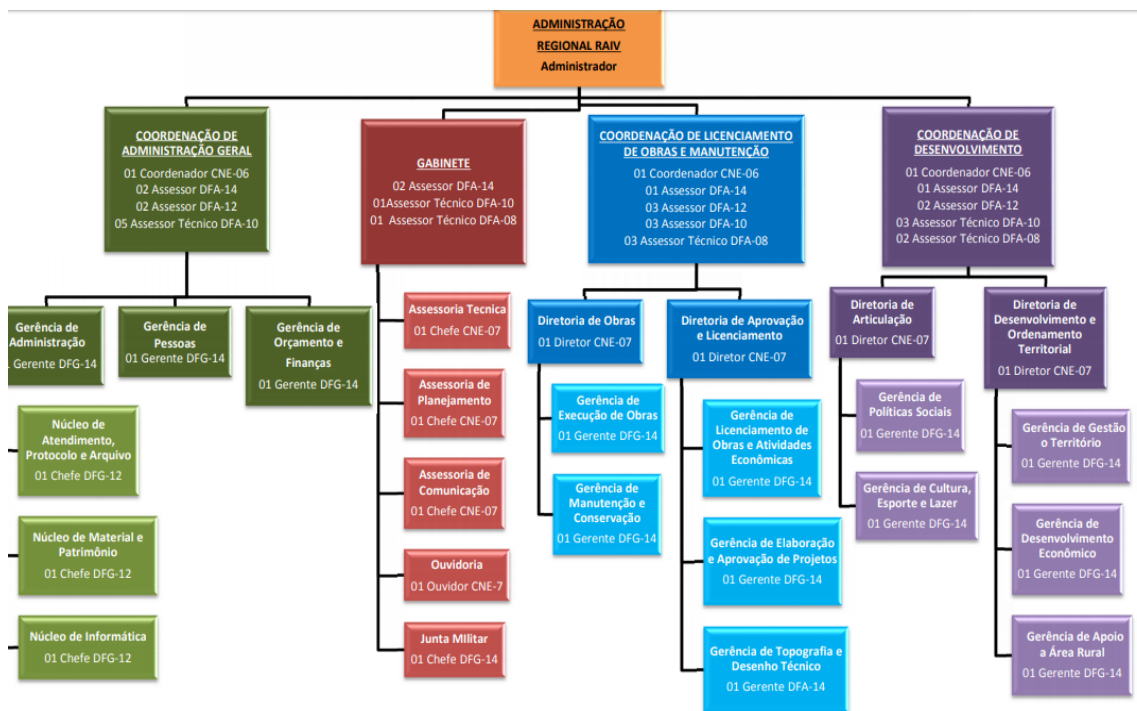 ADMINISTRAÇÃO
REGIONAL RAIV
Administrador
COORDENAÇÃO DE
ADMINISTRAÇÃO GERAL
01 Coordenador CNE-06
02 Assessor DFA-14
02 Assessor DFA-12
05 Assessor Técnico DFA-10
GABINETE
02 Assessor DFA-14
01Assessor Técnico DFA-10
01 Assessor Técnico DFA-08
COORDENAÇÃO DE LICENCIAMENTO
DE OBRAS E MANUTENÇÃO
01 Coordenador CNE-06
01 Assessor DFA-14
03 Assessor DFA-12
03 Assessor DFA-10
03 Assessor Técnico DFA-08
COORDENAÇÃO DE
DESENVOLVIMENTO
01 Coordenador CNE-06
01 Assessor DFA-14
02 Assessor DFA-12
03 Assessor Técnico DFA-10
02 Assessor Técnico DFA-08
Gerência de
Administração
Gerente DFG-14
Gerência de
Pessoas
01 Gerente DFG-14
Gerência de
Orçamento e
Finanças
01 Gerente DFG-14
Núcleo de
Atendimento,
Protocolo e Arquivo
01 Chefe DFG-12
Núcleo de Material e
Patrimônio
01 Chefe DFG-12
Núcleo de Informática
01 Chefe DFG-12
Assessoria Tecnica
01 Chefe CNE-07
Assessoria de
Planejamento
01 Chefe CNE-07
Assessoria de
Comunicação
01 Chefe CNE-07
Ouvidoria
01 Ouvidor CNE-7
Junta MIlitar
01 Chefe DFG-14
Diretoria de Obras
01 Diretor CNE-07
Gerência de
Execução de Obras
01 Gerente DFG-14
Gerência de
Manutenção e
Conservação
01 Gerente DFG-14
Diretoria de Aprovação
e Licenciamento
01 Diretor CNE-07
Gerência de
Licenciamento de
Obras e Atividades
Econômicas
01 Gerente DFG-14
Gerência de Elaboração
e Aprovação de Projetos
01 Gerente DFG-14
Gerência de Topografia e
Desenho Técnico
01 Gerente DFA-14
Diretoria de
Articulação
01 Diretor CNE-07
Gerência de
Políticas Sociais
01 Gerente DFG-14
Gerência de Cultura,
Esporte e Lazer
01 Gerente DFG-14
Diretoria de
Desenvolvimento e
Ordenamento
Territorial
01 Diretor CNE-07
Gerência de Gestão
o Território
01 Gerente DFG-14
Gerência de
Desenvolvimento
Econômico
01 Gerente DFG-14
Gerência de Apoio
a Área Rural
01 Gerente DFG-14